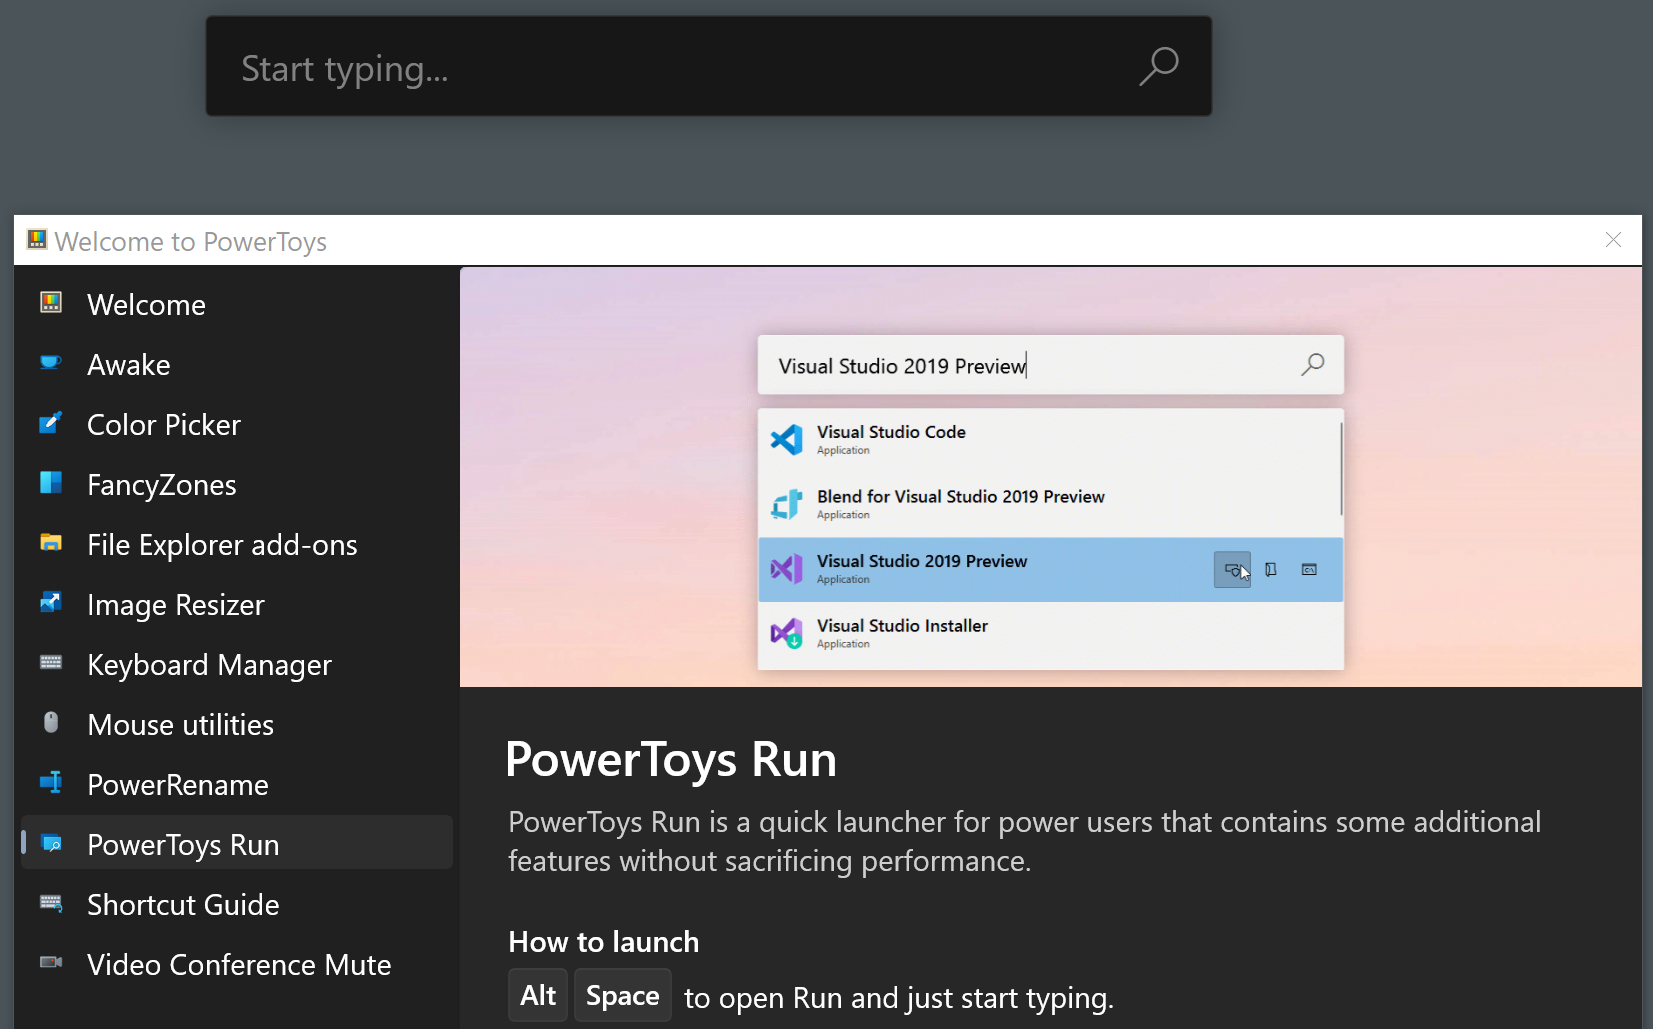 Start typing...
Welcome to PowerToys
Welcome
Awake
Color Picker
FancyZones
File Explorer add-ons
Image Resizer
Keyboard Manager
Mouse utilities
PowerRename
PowerToys Run
Shortcut Guide
Video Conference Mute
Visual Studio 2019 Preview
Visual Studio Code
Application
Blend for Visual Studio 2019 Preview
Application
Visual Studio 2019 Preview
Application
Visual Studio Installer
Application
PowerToys Run
PowerToys Run is a quick launcher for power users that contains some additional
features without sacrificing performance.
How to launch
Alt Space to open Run and just start typing.